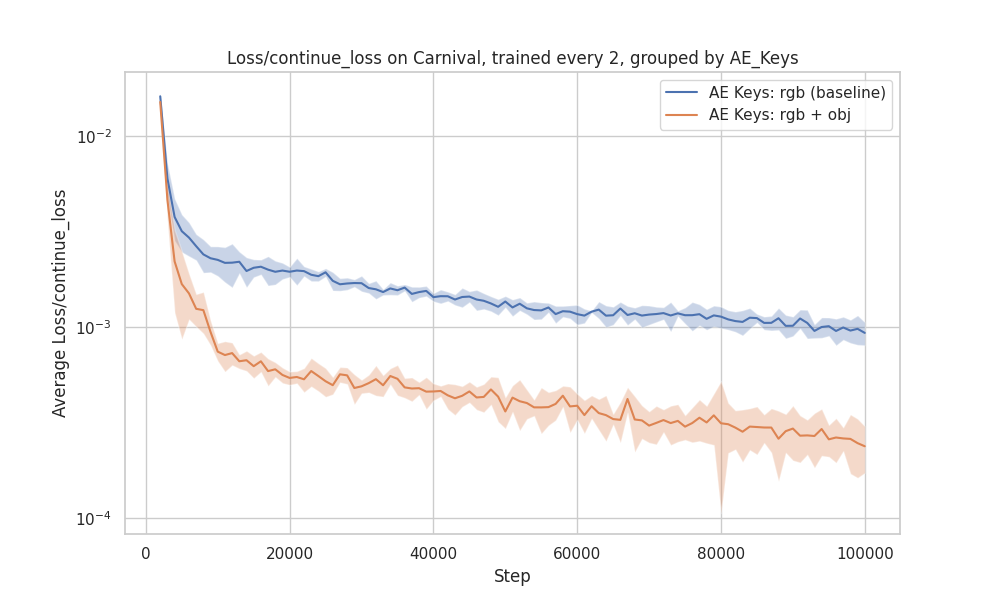 Loss/continue_loss on Carnival, trained every 2, grouped by AE_Keys
AE Keys: rgb (baseline)
AE Keys: rgb + obj
Average Loss/continue_loss
10⁻²
10⁻³
10⁻⁴
0 20000 40000 60000 80000 100000
Step